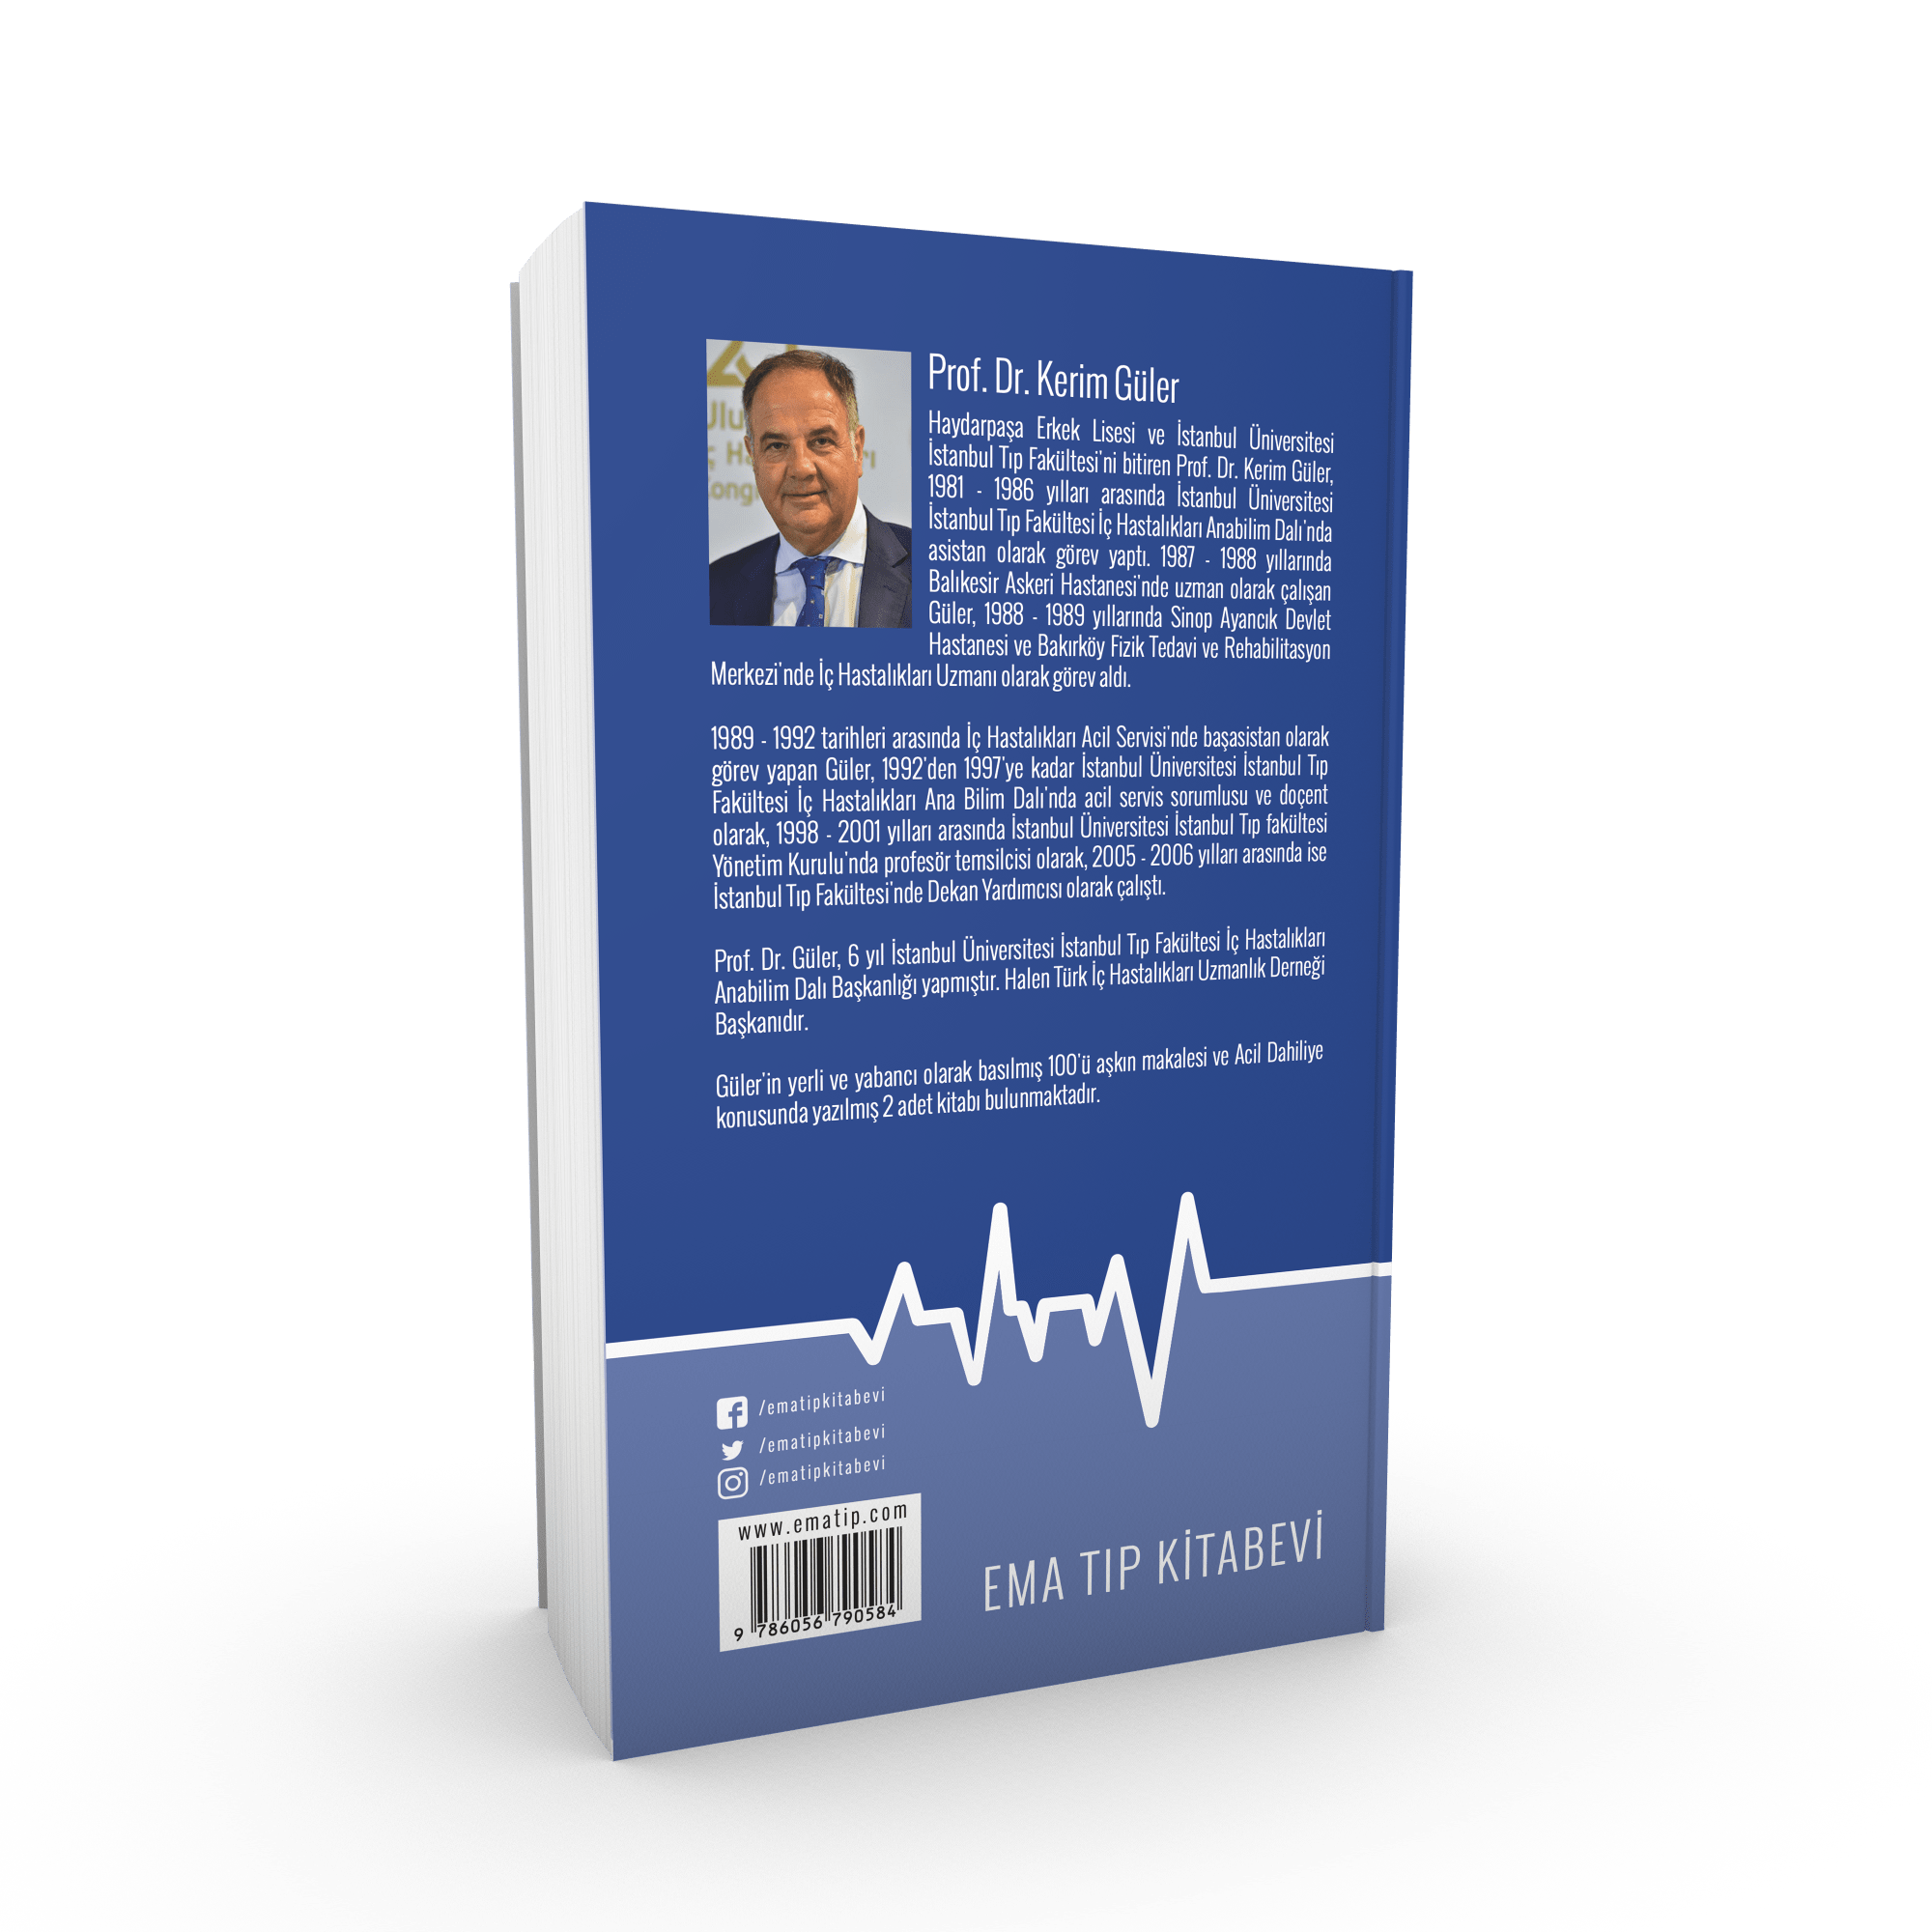 Prof. Dr. Kerim Güler
Haydarpaşa Erkek Lisesi ve İstanbul Üniversitesi
İstanbul Tıp Fakültesi'ni bitiren Prof. Dr. Kerim Güler,
1981 - 1986 yılları arasında İstanbul Üniversitesi
İstanbul Tıp Fakültesi İç Hastalıkları Anabilim Dalı'nda
asistan olarak görev yaptı. 1987 - 1988 yıllarında
Balıkesir Askeri Hastanesi'nde uzman olarak çalışan
Güler, 1988 - 1989 yıllarında Sinop Ayancık Devlet
Hastanesi ve Bakırköy Fizik Tedavi ve Rehabilitasyon
Merkezi'nde İç Hastalıkları Uzmanı olarak görev aldı.
1989 - 1992 tarihleri arasında İç Hastalıkları Acil Servisi'nde başasistan olarak
görev yapan Güler, 1992'den 1997'ye kadar İstanbul Üniversitesi İstanbul Tıp
Fakültesi İç Hastalıkları Ana Bilim Dalı'nda acil servis sorumlusu ve doçent
olarak, 1998 - 2001 yılları arasında İstanbul Üniversitesi İstanbul Tıp fakültesi
Yönetim Kurulu'nda profesör temsilcisi olarak, 2005 - 2006 yılları arasında ise
İstanbul Tıp Fakültesi'nde Dekan Yardımcısı olarak çalıştı.
Prof. Dr. Güler, 6 yıl İstanbul Üniversitesi İstanbul Tıp Fakültesi İç Hastalıkları
Anabilim Dalı Başkanlığı yapmıştır. Halen Türk İç Hastalıkları Uzmanlık Derneği
Başkanıdır.
Güler'in yerli ve yabancı olarak basılmış 100'ü aşkın makalesi ve Acil Dahiliye
konusunda yazılmış 2 adet kitabı bulunmaktadır.
/ematipkitabevi
/ematipkitabevi
/ematipkitabevi
www.ematip.com
9 786056 790584
EMA TIP KİTABEVİ